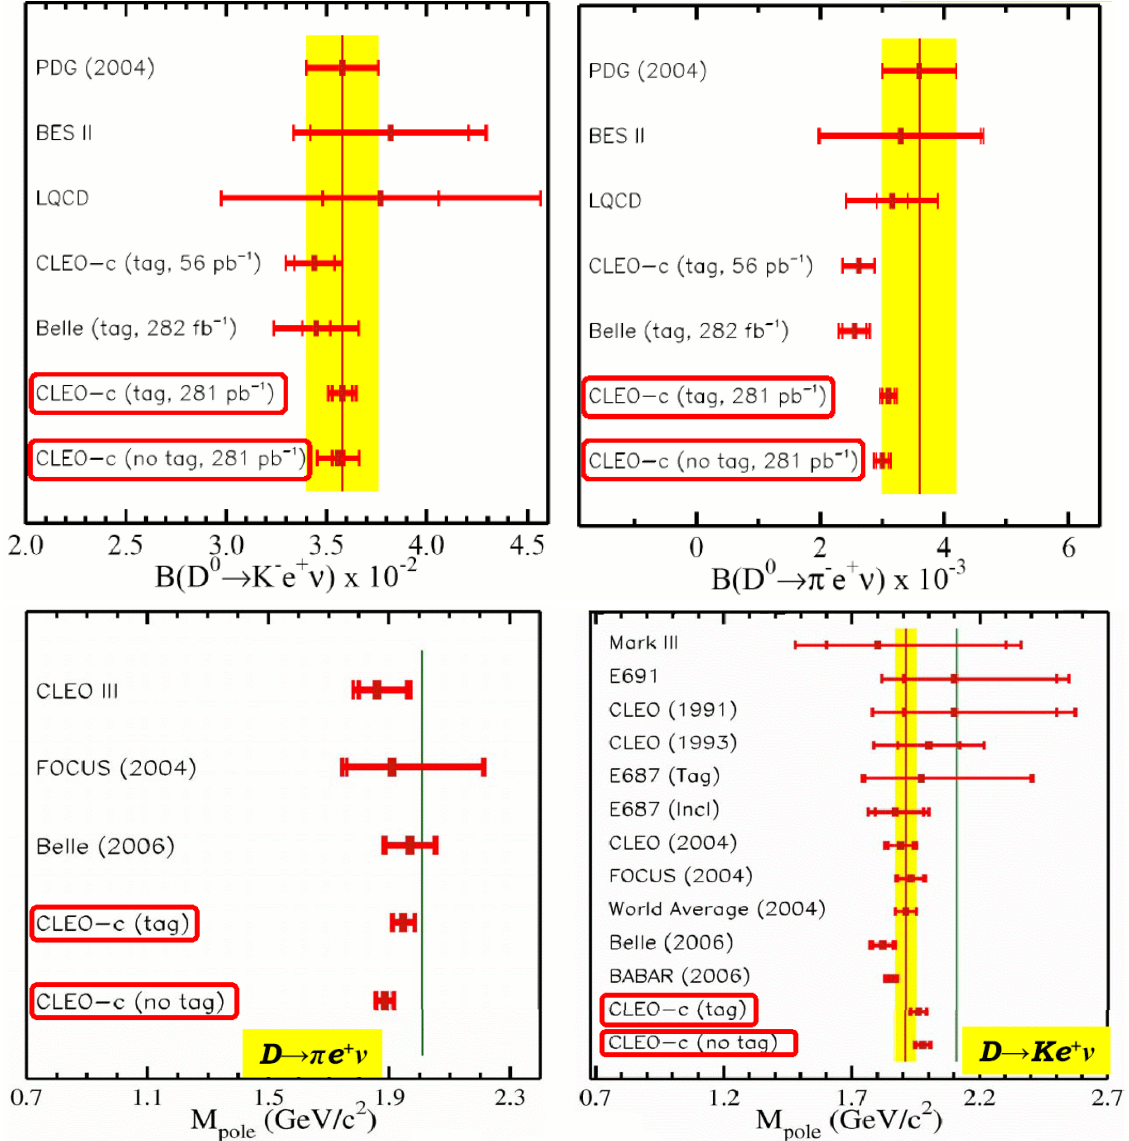 PDG (2004)
BES II
LQCD
CLEO−c (tag, 56 pb⁻¹)
Belle (tag, 282 fb⁻¹)
CLEO−c (tag, 281 pb⁻¹)
CLEO−c (no tag, 281 pb⁻¹)
2.0 2.5 3.0 3.5 4.0 4.5
B(D⁰→K⁻e⁺ν) x 10⁻²
PDG (2004)
BES II
LQCD
CLEO−c (tag, 56 pb⁻¹)
Belle (tag, 282 fb⁻¹)
CLEO−c (tag, 281 pb⁻¹)
CLEO−c (no tag, 281 pb⁻¹)
0 2 4 6
B(D⁰→π⁻e⁺ν) x 10⁻³
CLEO III
FOCUS (2004)
Belle (2006)
CLEO−c (tag)
CLEO−c (no tag)
D→πe⁺ν
0.7 1.1 1.5 1.9 2.3
M_pole (GeV/c²)
Mark III
E691
CLEO (1991)
CLEO (1993)
E687 (Tag)
E687 (Incl)
CLEO (2004)
FOCUS (2004)
World Average (2004)
Belle (2006)
BABAR (2006)
CLEO−c (tag)
CLEO−c (no tag)
D→Ke⁺ν
0.7 1.2 1.7 2.2 2.7
M_pole (GeV/c²)